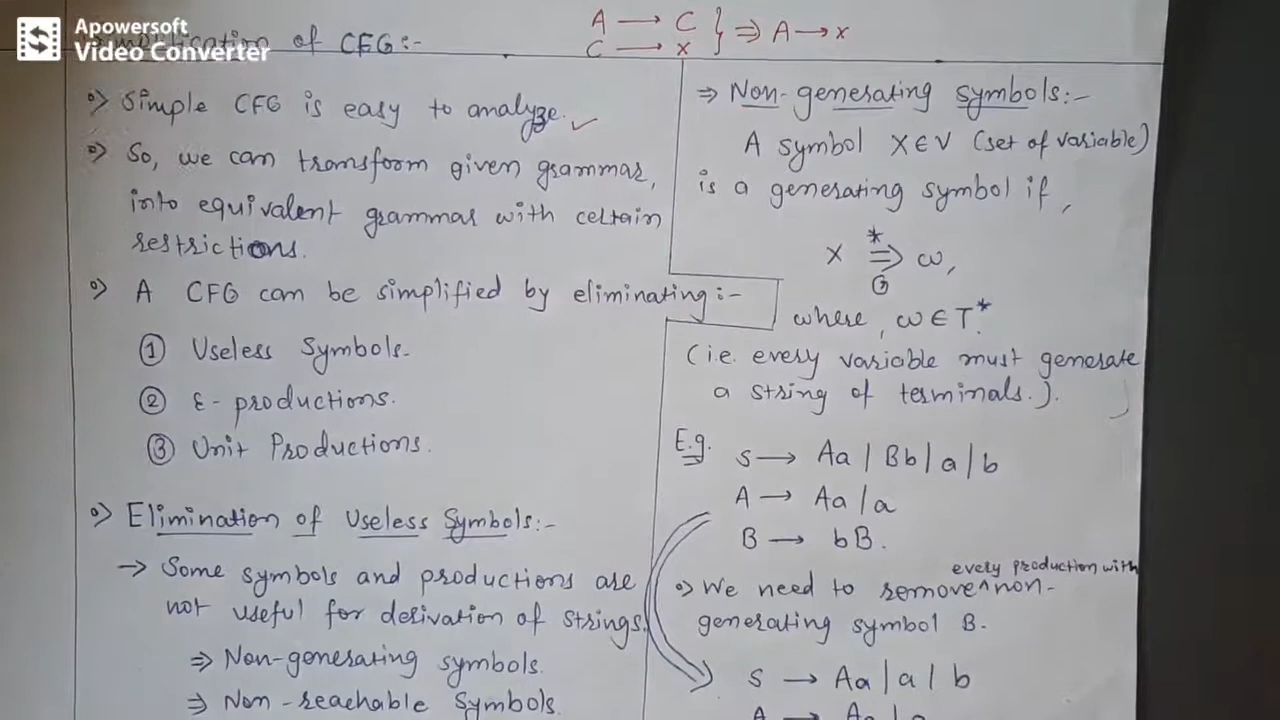 Apowersoft
Video Converter
of CFG:-
A → C } ⇒ A → x
C → x
Simple CFG is easy to analyze.
So, we can transform given grammar,
into equivalent grammar with certain
restrictions.
A CFG can be simplified by eliminating:-
① Useless Symbols.
② ε-productions.
③ Unit Productions.
Elimination of Useless Symbols:-
→ Some symbols and productions are
not useful for derivation of strings.
⇒ Non-generating symbols.
⇒ Non-reachable symbols.
⇒ Non-generating symbols:-
A symbol X∈V (set of variable)
is a generating symbol if,
X *⇒G ω,
where, ω∈T*.
(i.e. every variable must generate
a string of terminals.).
E.g. S → Aa | Bb | a | b
A → Aa | a
B → bB.
every production with
We need to remove ^ non-
generating symbol B.
S → Aa | a | b
A → Aa | a